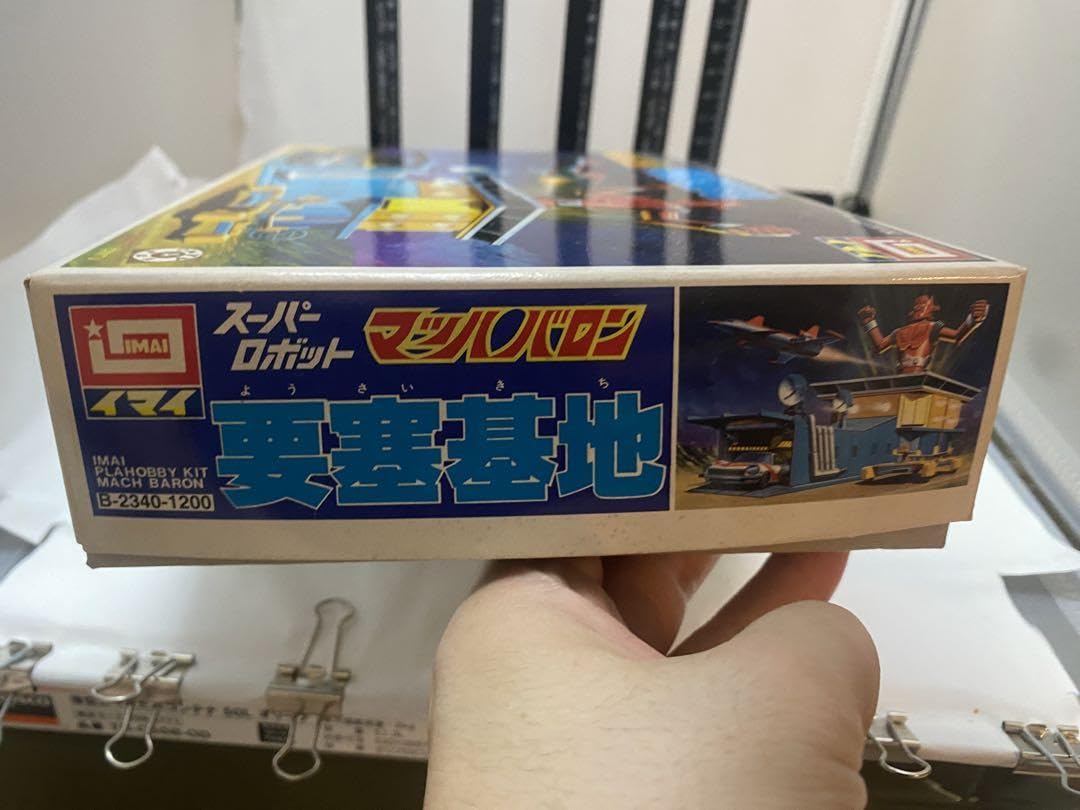 IMAI
イマイ
スーパー
ロボット
マッハバロン
ようさいきち
要塞基地
IMAI
PLAHOBBY KIT
MACH BARON
B-2340-1200